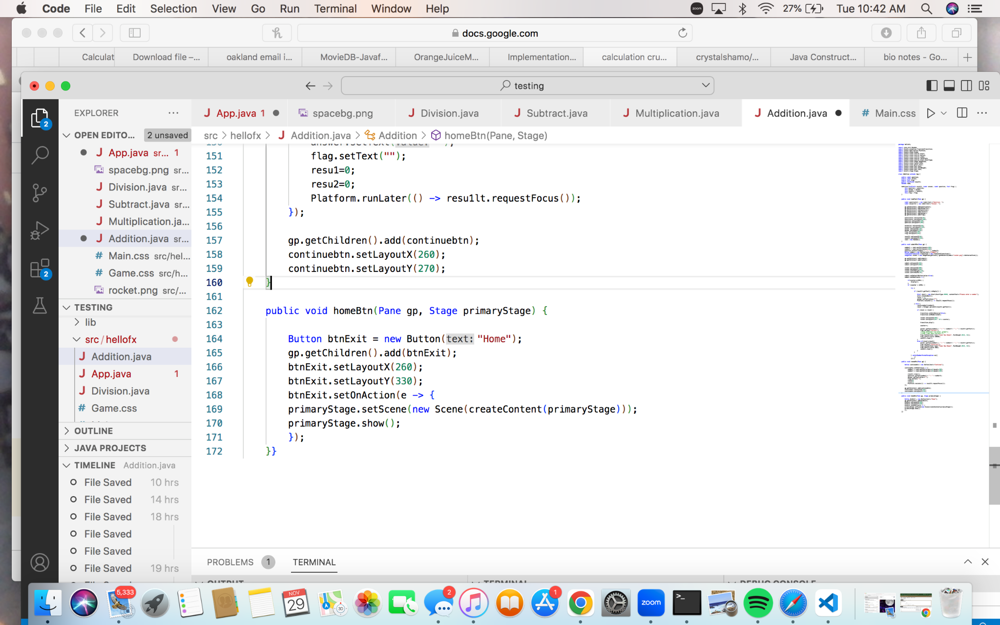 Code File Edit Selection View Go Run Terminal Window Help zoom 27% Tue 10:42 AM
docs.google.com
Calculat Download file –... oakland email i... MovieDB-Javaf... OrangeJuiceM... Implementation... calculation cru... crystalshamo/... Java Construct... bio notes - Go...
testing
EXPLORER
App.java 1 spacebg.png Division.java Subtract.java Multiplication.java Addition.java # Main.css
src > hellofx > Addition.java > Addition > homeBtn(Pane, Stage)
2
OPEN EDITO... 2 unsaved
App.java sr... 1
spacebg.png sr...
Division.java sr...
Subtract.java sr...
Multiplication.ja...
Addition.java sr...
# Main.css src/hel...
# Game.css src/h...
rocket.png src/...
2
TESTING
lib
src/hellofx
Addition.java
App.java 1
Division.java
# Game.css
OUTLINE
JAVA PROJECTS
TIMELINE Addition.java
File Saved 10 hrs
File Saved 14 hrs
File Saved 18 hrs
File Saved
File Saved
File Saved 19 hrs
151 flag.setText("");
152 resu1=0;
153 resu2=0;
154 Platform.runLater(() -> resu1lt.requestFocus());
155 });
156
157 gp.getChildren().add(continuebtn);
158 continuebtn.setLayoutX(260);
159 continuebtn.setLayoutY(270);
160 }
161
162 public void homeBtn(Pane gp, Stage primaryStage) {
163
164 Button btnExit = new Button(text: "Home");
165 gp.getChildren().add(btnExit);
166 btnExit.setLayoutX(260);
167 btnExit.setLayoutY(330);
168 btnExit.setOnAction(e -> {
169 primaryStage.setScene(new Scene(createContent(primaryStage)));
170 primaryStage.show();
171 });
172 }}
PROBLEMS 1 TERMINAL
OUTPUT TERMINAL DEBUG CONSOLE
5,333 NOV 29 3D 2 1 zoom >_